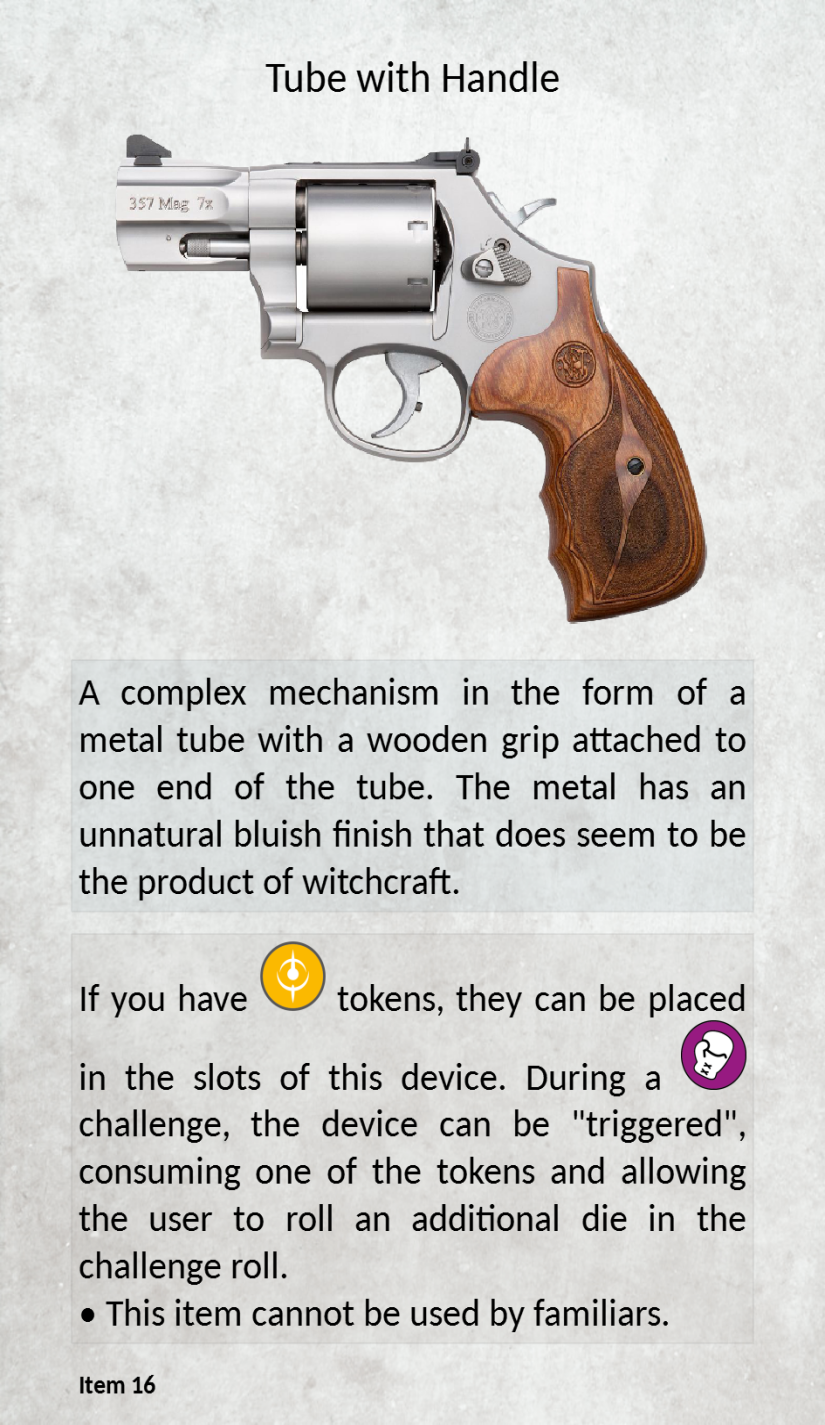 Tube with Handle
357 Mag 7x
A complex mechanism in the form of a
metal tube with a wooden grip attached to
one end of the tube. The metal has an
unnatural bluish finish that does seem to be
the product of witchcraft.
If you have tokens, they can be placed
in the slots of this device. During a
challenge, the device can be "triggered",
consuming one of the tokens and allowing
the user to roll an additional die in the
challenge roll.
• This item cannot be used by familiars.
Item 16